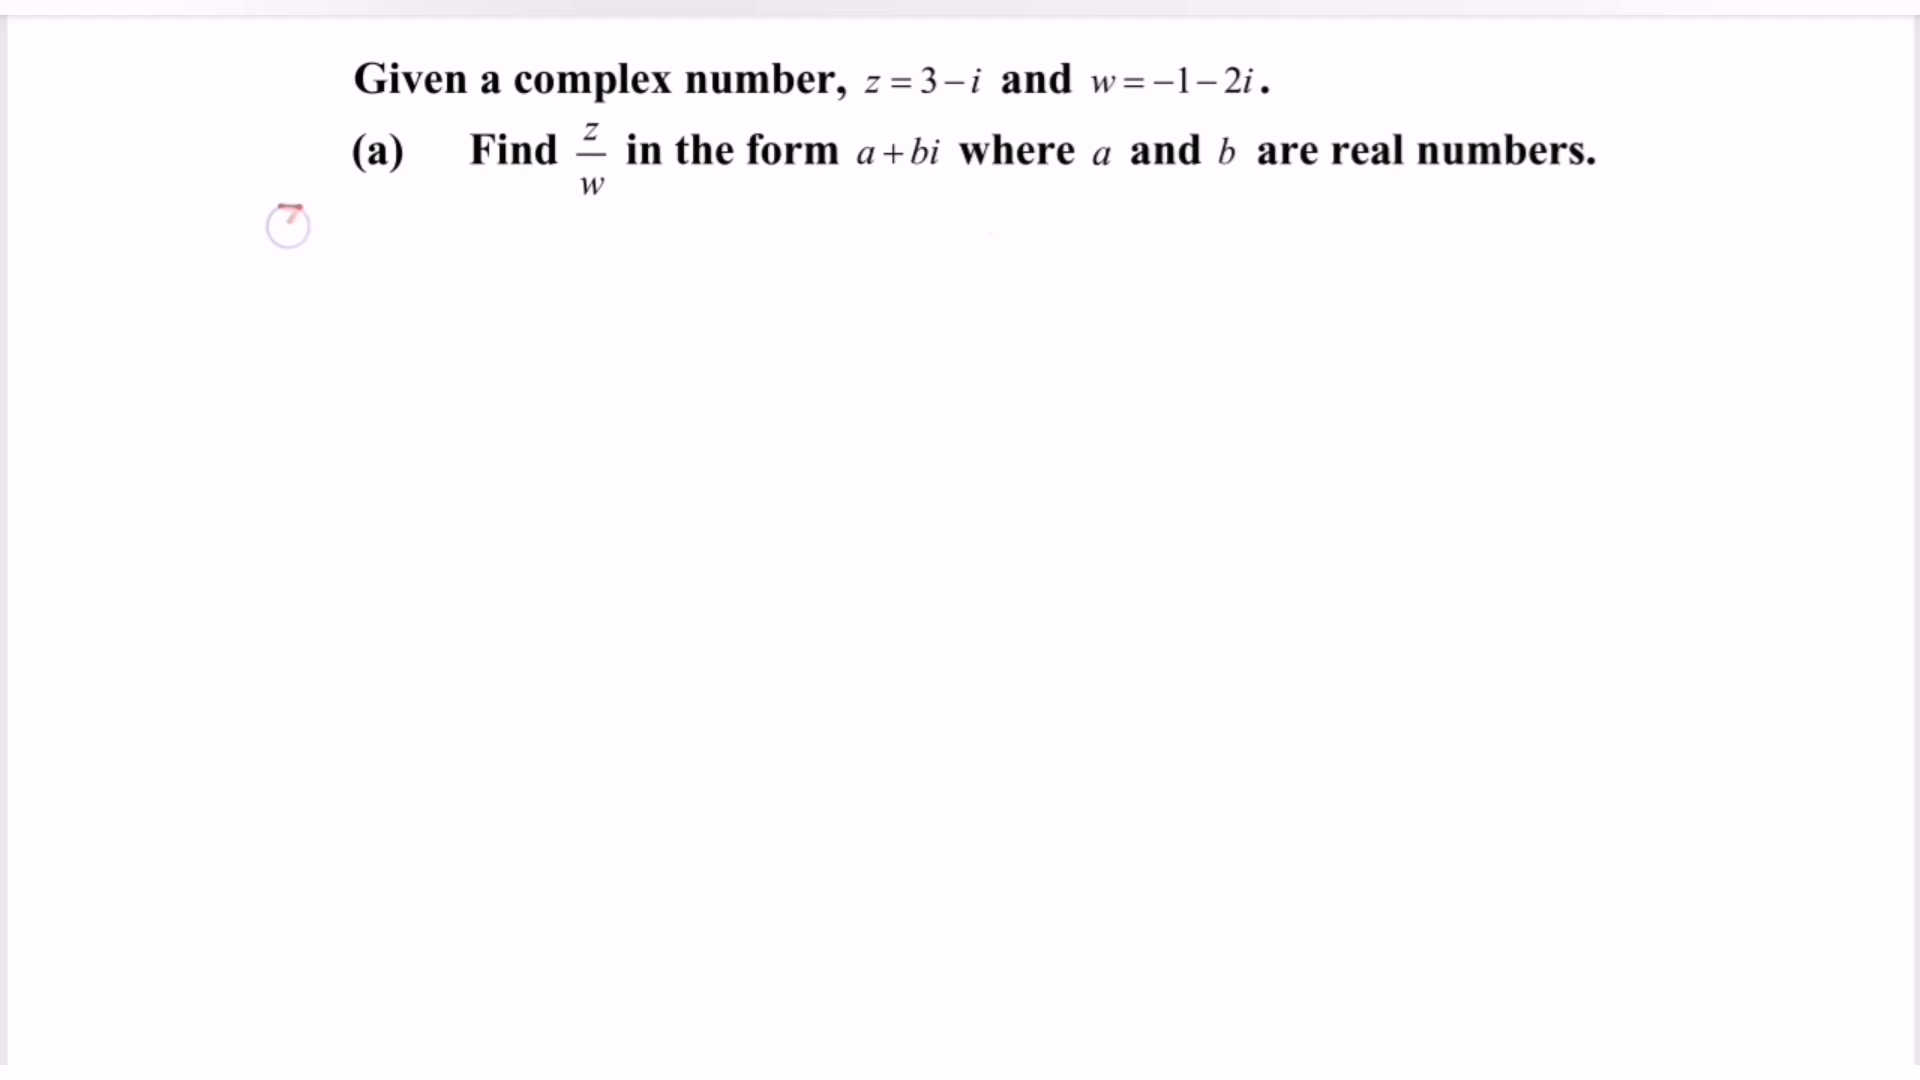 Given a complex number, z = 3 – i and w = –1 – 2i.
(a) Find z/w in the form a + bi where a and b are real numbers.